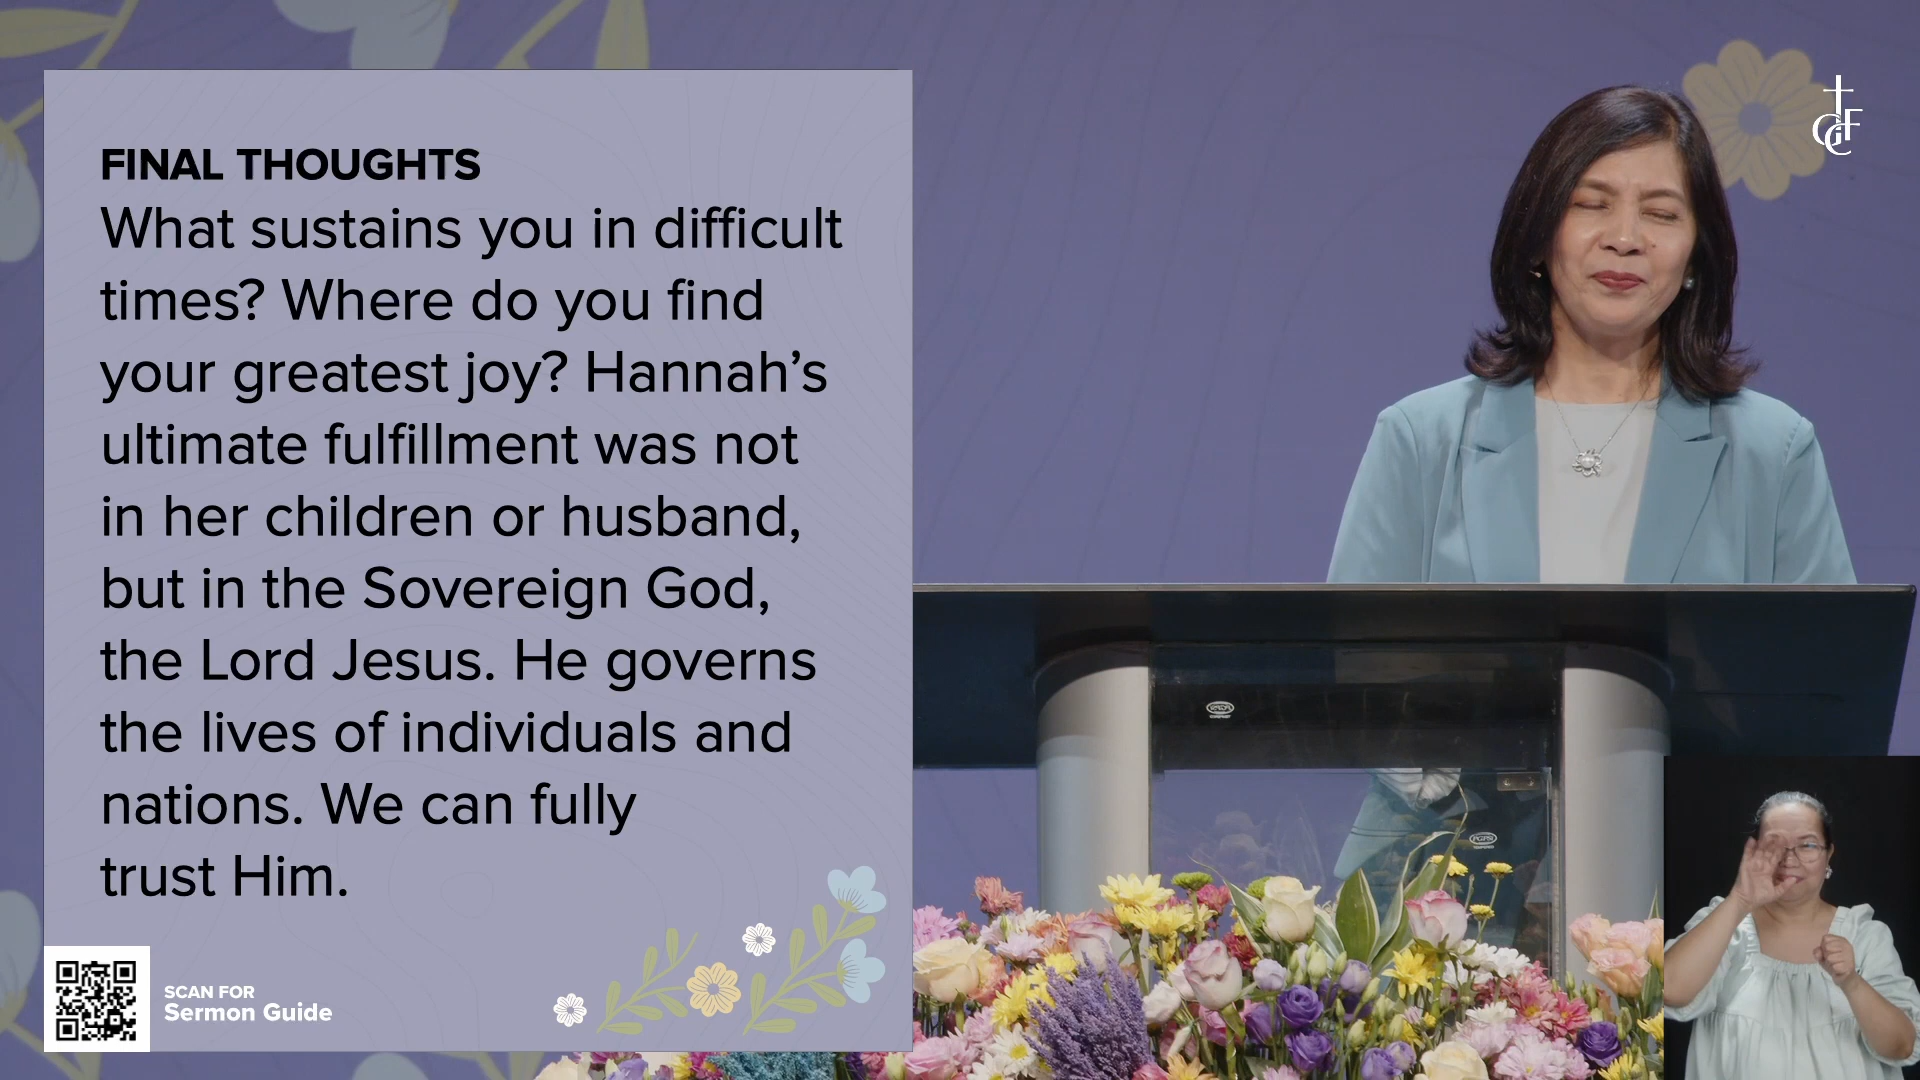 FINAL THOUGHTS
What sustains you in difficult
times? Where do you find
your greatest joy? Hannah’s
ultimate fulfillment was not
in her children or husband,
but in the Sovereign God,
the Lord Jesus. He governs
the lives of individuals and
nations. We can fully
trust Him.
SCAN FOR
Sermon Guide